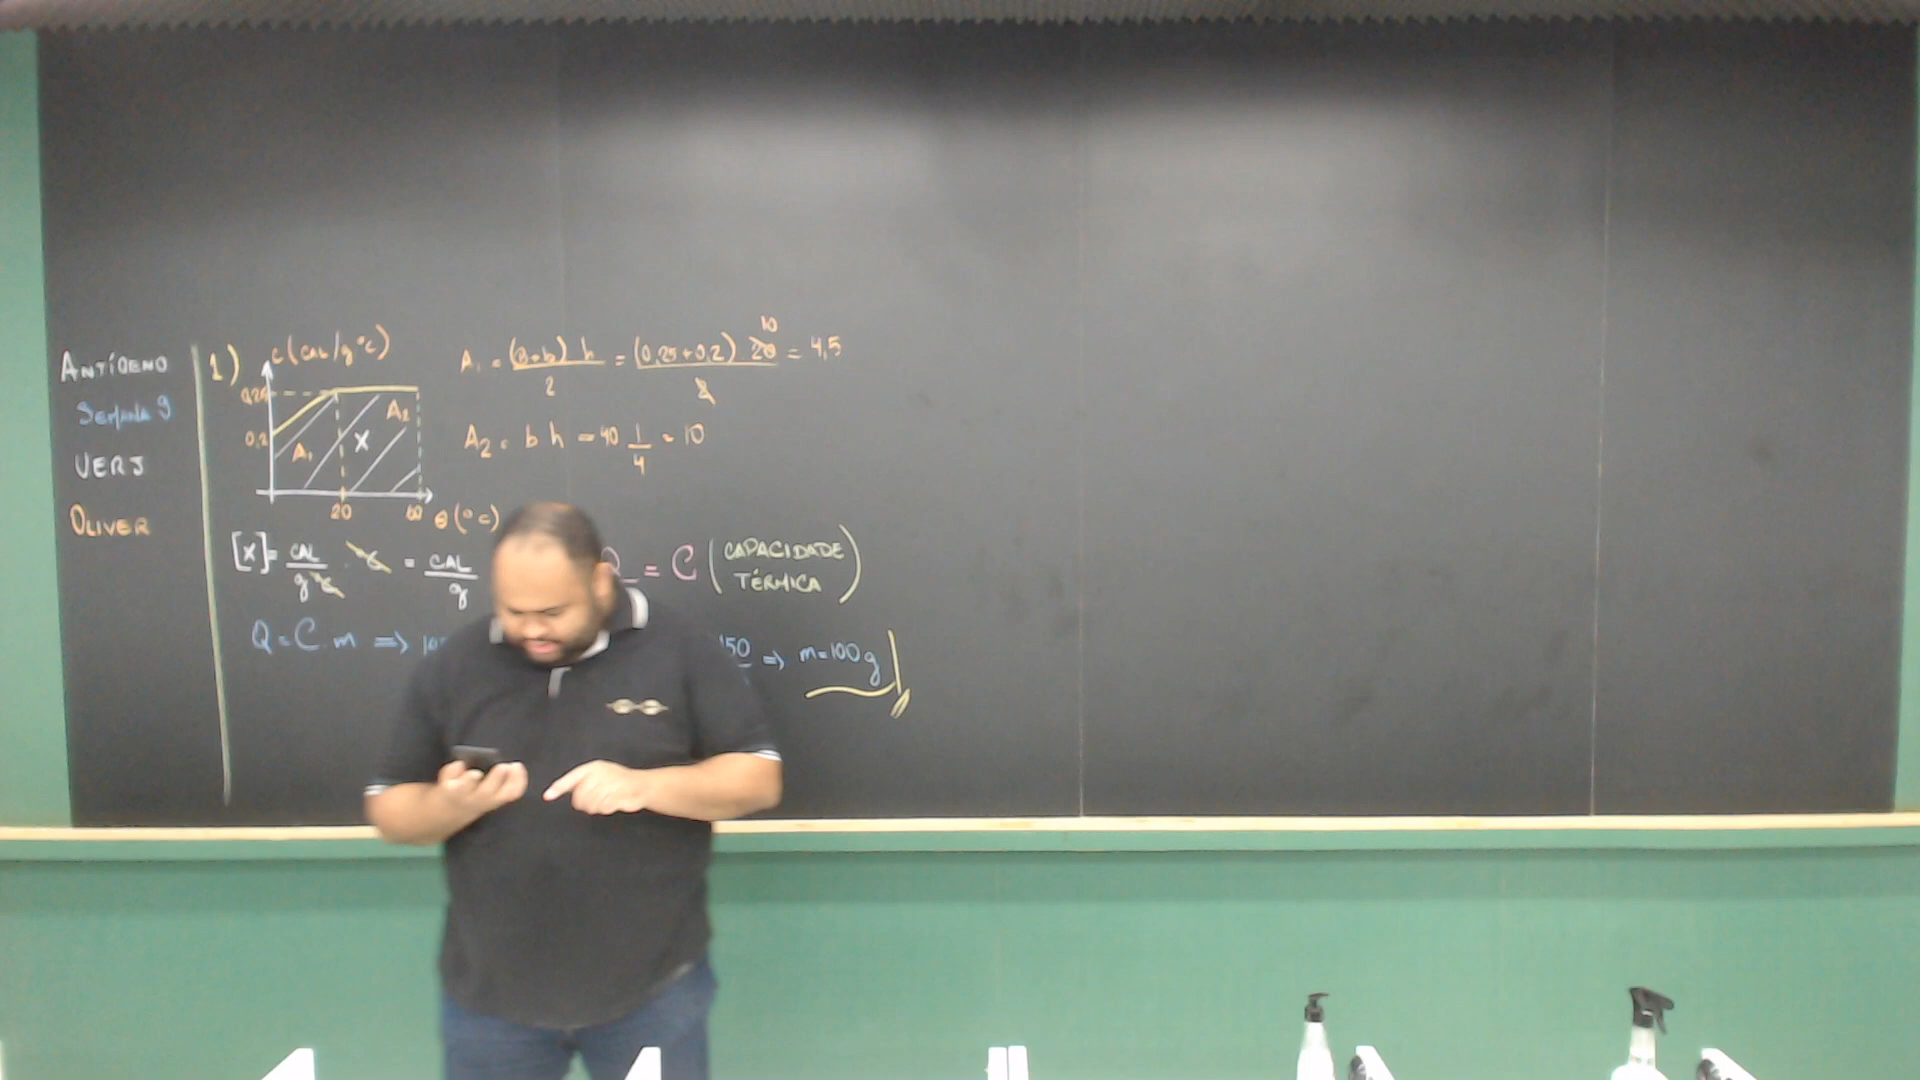 ANTÍGENO
SEMANA 9
UERJ
OLIVER
1)
C (CAL/g °C)
0,25
0,2
A1
X
A2
20
60
θ (°C)
A1 = (B+b) h / 2 = (0,25+0,2) 20 / 2 = 4,5
10
A2 = b h = 40 1/4 = 10
[X] = CAL / g °C . °C = CAL / g
= C (CAPACIDADE TÉRMICA)
Q = C . m =>
=> m = 100 g